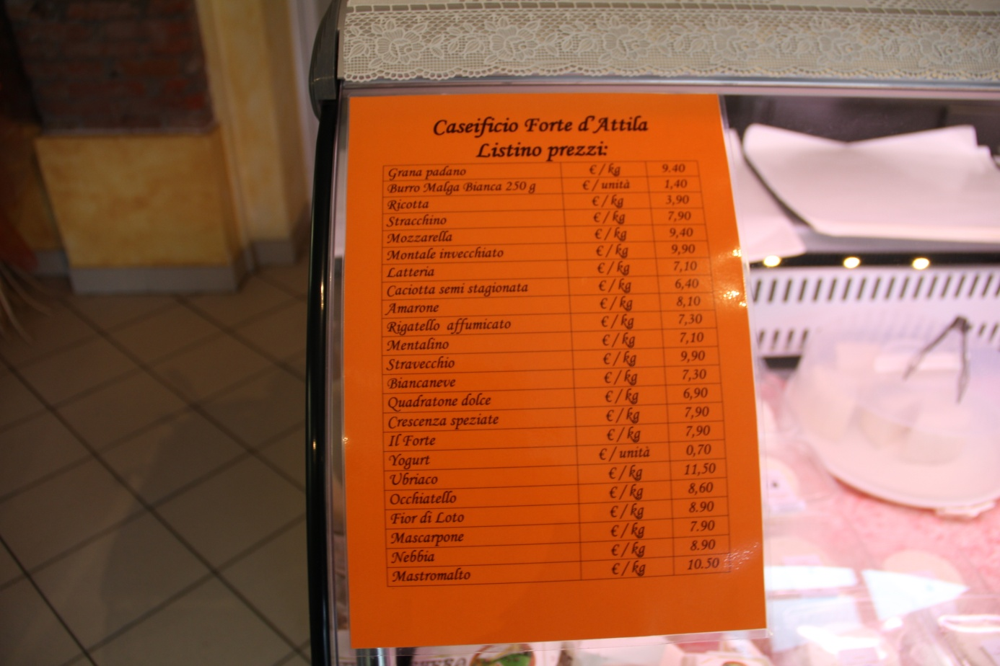 Caseificio Forte d'Attila
Listino prezzi:
Grana padano €/kg 9.40
Burro Malga Bianca 250 g €/unità 1,40
Ricotta €/kg 3,90
Stracchino €/kg 7,90
Mozzarella €/kg 9,40
Montale invecchiato €/kg 9,90
Latteria €/kg 7,10
Caciotta semi stagionata €/kg 6,40
Amarone €/kg 8,10
Rigatello affumicato €/kg 7,30
Mentalino €/kg 7,10
Stravecchio €/kg 9,90
Biancaneve €/kg 7,30
Quadratone dolce €/kg 6,90
Crescenza speziate €/kg 7,90
Il Forte €/kg 7,90
Yogurt €/unità 0,70
Ubriaco €/kg 11,50
Occhiatello €/kg 8,60
Fior di Loto €/kg 8.90
Mascarpone €/kg 7.90
Nebbia €/kg 8.90
Mastromalto €/kg 10.50